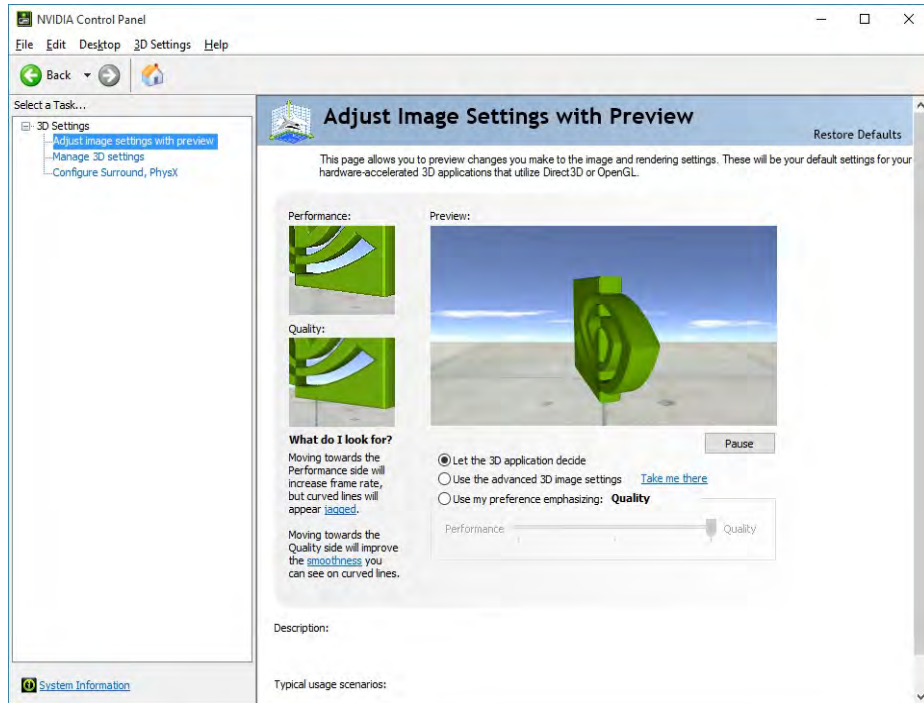 NVIDIA Control Panel
File Edit Desktop 3D Settings Help
Back
Select a Task...
3D Settings
Adjust image settings with preview
Manage 3D settings
Configure Surround, PhysX
System Information
Adjust Image Settings with Preview
Restore Defaults
This page allows you to preview changes you make to the image and rendering settings. These will be your default settings for your
hardware-accelerated 3D applications that utilize Direct3D or OpenGL.
Performance:
Quality:
What do I look for?
Moving towards the
Performance side will
increase frame rate,
but curved lines will
appear jagged.
Moving towards the
Quality side will improve
the smoothness you
can see on curved lines.
Preview:
Pause
Let the 3D application decide
Use the advanced 3D image settings Take me there
Use my preference emphasizing: Quality
Performance Quality
Description:
Typical usage scenarios: